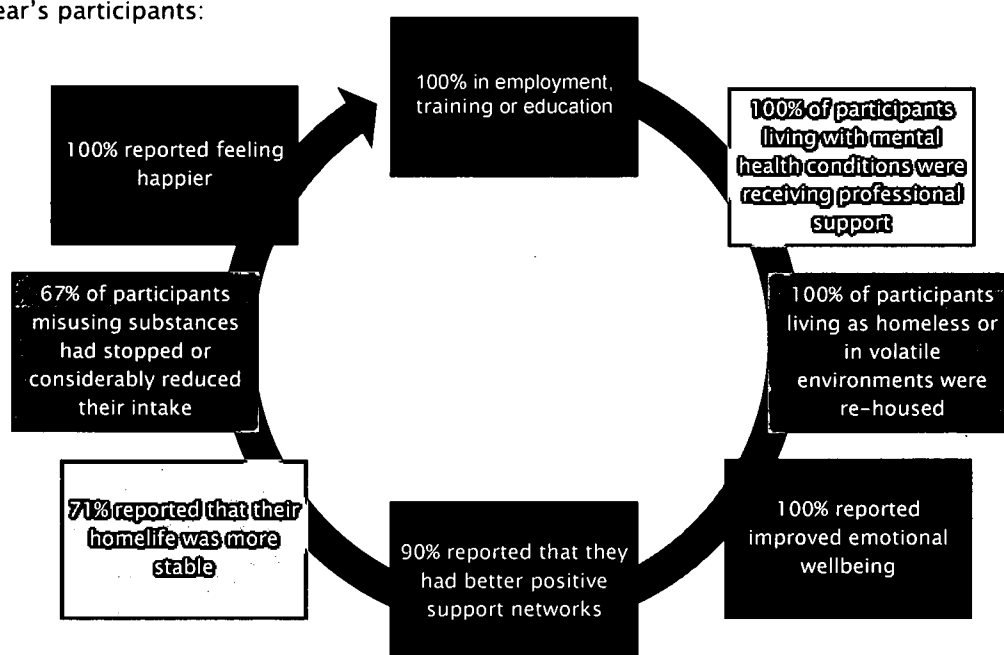 ear's participants:
100% in employment,
training or education
100% of participants
living with mental
health conditions were
receiving professional
support
100% of participants
living as homeless or
in volatile
environments were
re-housed
100% reported
improved emotional
wellbeing
90% reported that they
had better positive
support networks
71% reported that their
homelife was more
stable
67% of participants
misusing substances
had stopped or
considerably reduced
their intake
100% reported feeling
happier